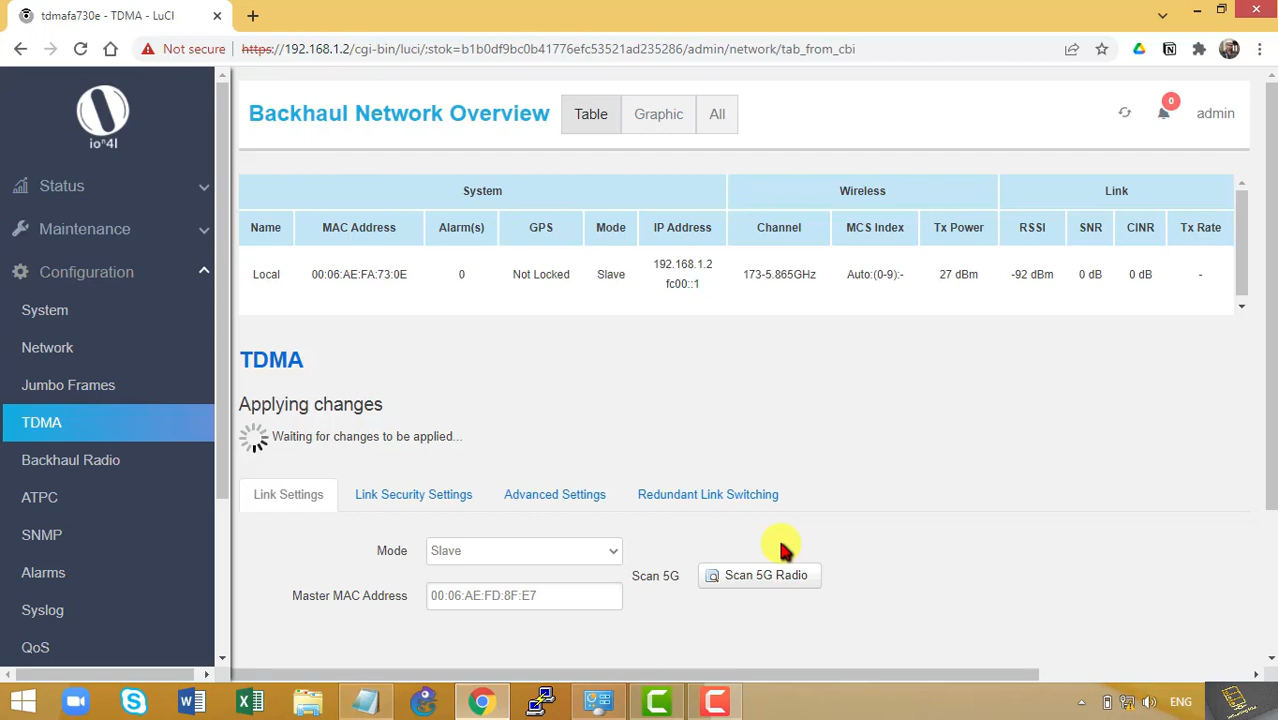 tdmafa730e - TDMA - LuCI
Not secure https://192.168.1.2/cgi-bin/luci/;stok=b1b0df9bc0b41776efc53521ad235286/admin/network/tab_from_cbi
io"4l
Status
Maintenance
Configuration
System
Network
Jumbo Frames
TDMA
Backhaul Radio
ATPC
SNMP
Alarms
Syslog
QoS
Backhaul Network Overview Table Graphic All 0 admin
System Wireless Link
Name MAC Address Alarm(s) GPS Mode IP Address Channel MCS Index Tx Power RSSI SNR CINR Tx Rate
Local 00:06:AE:FA:73:0E 0 Not Locked Slave 192.168.1.2 fc00::1 173-5.865GHz Auto:(0-9):- 27 dBm -92 dBm 0 dB 0 dB -
TDMA
Applying changes
Waiting for changes to be applied...
Link Settings Link Security Settings Advanced Settings Redundant Link Switching
Mode Slave
Scan 5G Scan 5G Radio
Master MAC Address 00:06:AE:FD:8F:E7
ENG